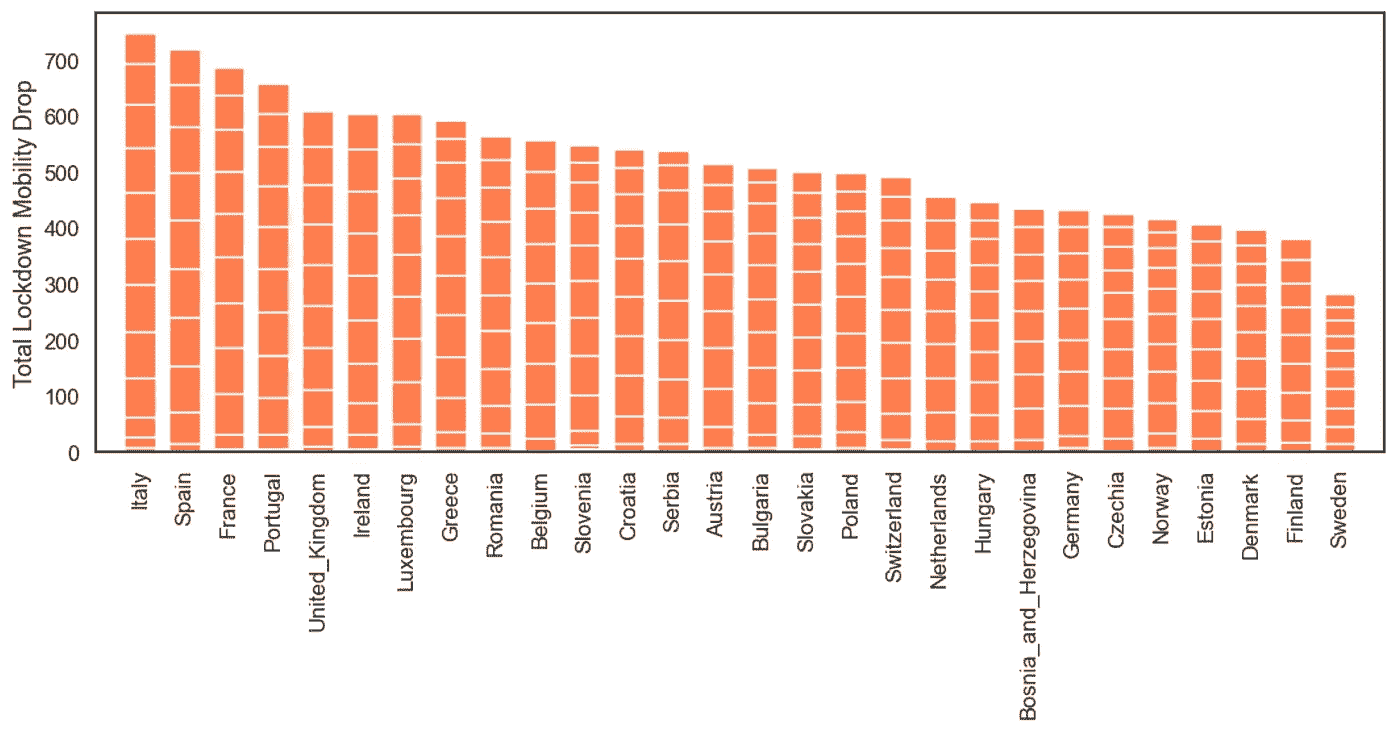 Total Lockdown Mobility Drop
700
600
500
400
300
200
100
0
Italy
Spain
France
Portugal
United_Kingdom
Ireland
Luxembourg
Greece
Romania
Belgium
Slovenia
Croatia
Serbia
Austria
Bulgaria
Slovakia
Poland
Switzerland
Netherlands
Hungary
Bosnia_and_Herzegovina
Germany
Czechia
Norway
Estonia
Denmark
Finland
Sweden